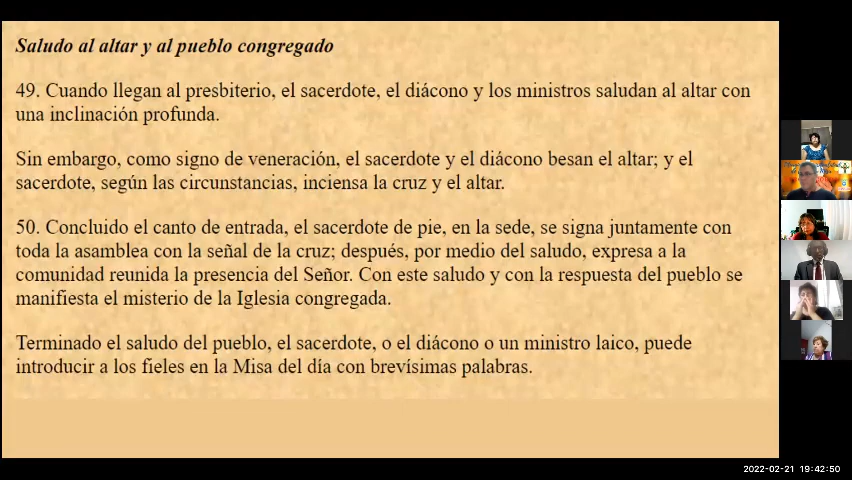 Saludo al altar y al pueblo congregado
49. Cuando llegan al presbiterio, el sacerdote, el diácono y los ministros saludan al altar con
una inclinación profunda.
Sin embargo, como signo de veneración, el sacerdote y el diácono besan el altar; y el
sacerdote, según las circunstancias, inciensa la cruz y el altar.
50. Concluido el canto de entrada, el sacerdote de pie, en la sede, se signa juntamente con
toda la asamblea con la señal de la cruz; después, por medio del saludo, expresa a la
comunidad reunida la presencia del Señor. Con este saludo y con la respuesta del pueblo se
manifiesta el misterio de la Iglesia congregada.
Terminado el saludo del pueblo, el sacerdote, o el diácono o un ministro laico, puede
introducir a los fieles en la Misa del día con brevísimas palabras.
2022-02-21 19:42:50